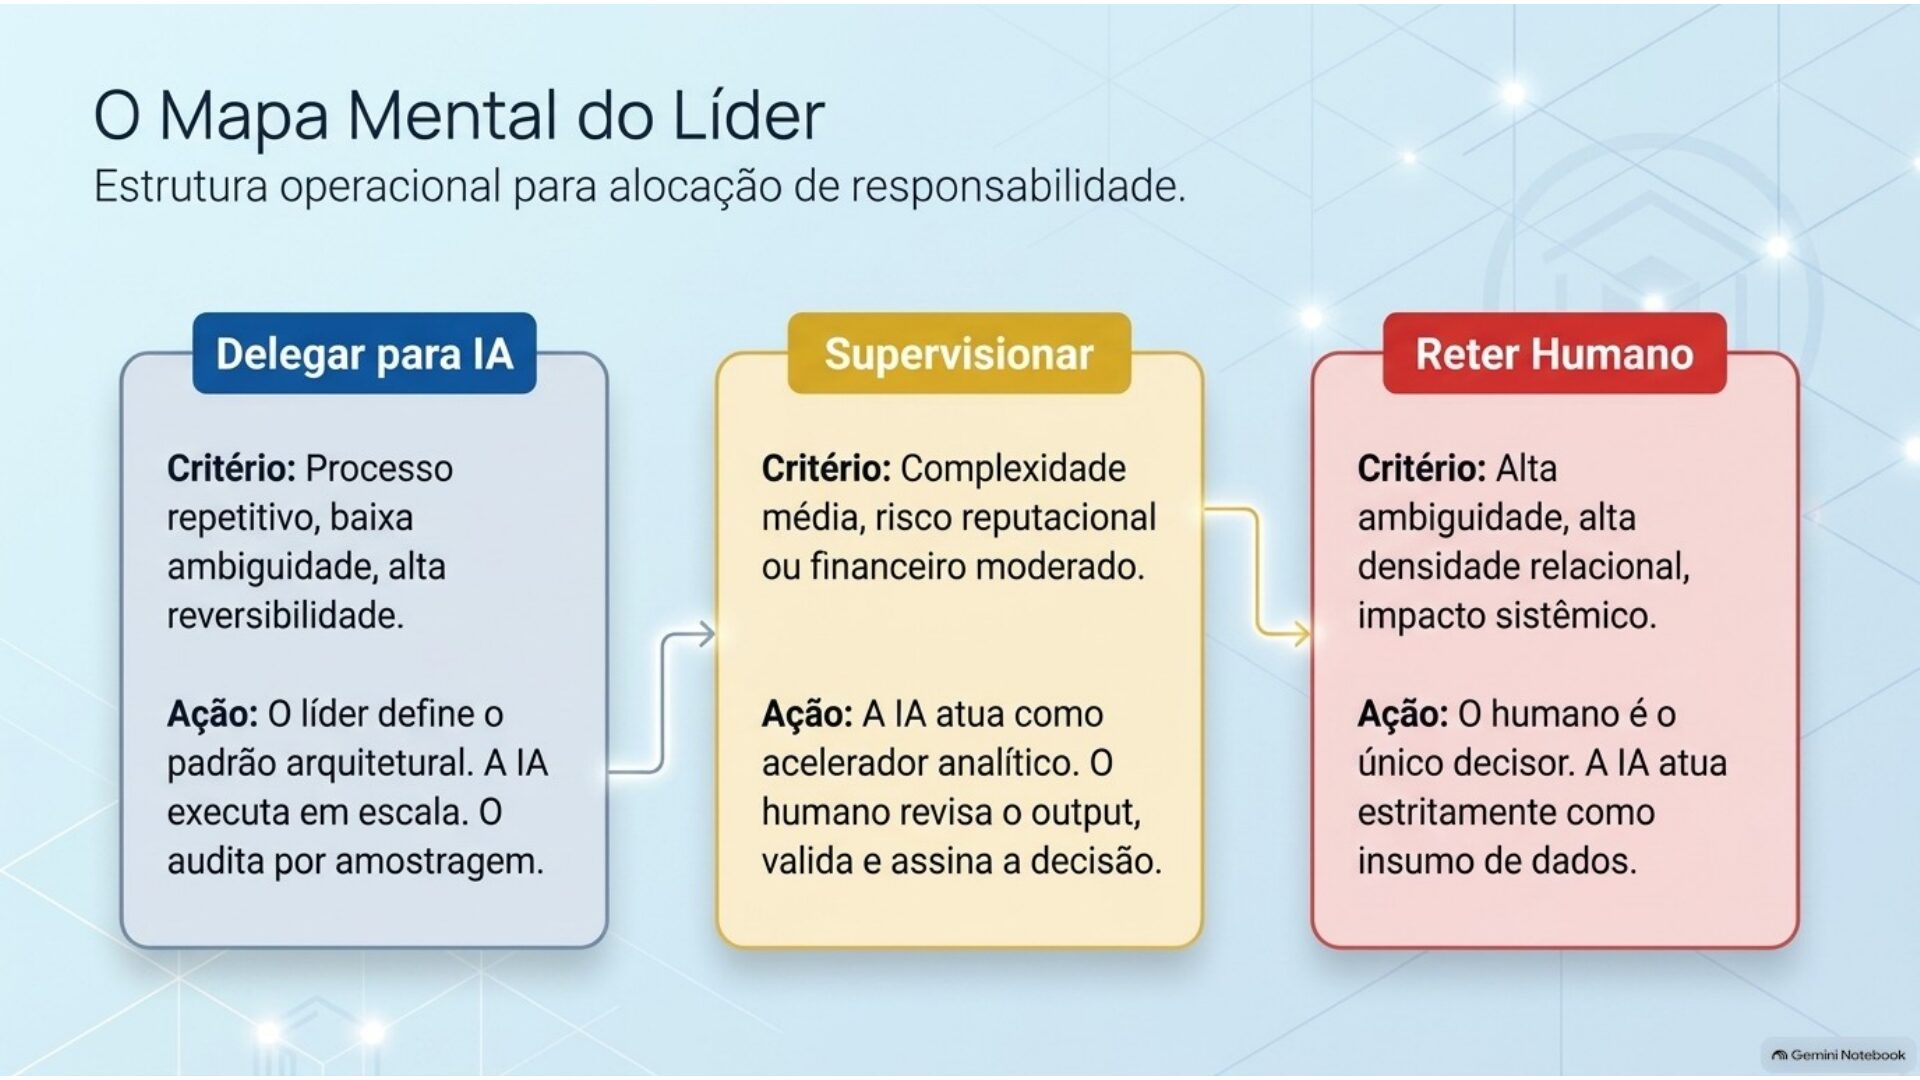 O Mapa Mental do Líder
Estrutura operacional para alocação de responsabilidade.
Delegar para IA
Critério: Processo
repetitivo, baixa
ambiguidade, alta
reversibilidade.
Ação: O líder define o
padrão arquitetural. A IA
executa em escala. O
audita por amostragem.
Supervisionar
Critério: Complexidade
média, risco reputacional
ou financeiro moderado.
Ação: A IA atua como
acelerador analítico. O
humano revisa o output,
valida e assina a decisão.
Reter Humano
Critério: Alta
ambiguidade, alta
densidade relacional,
impacto sistêmico.
Ação: O humano é o
único decisor. A IA atua
estritamente como
insumo de dados.
Gemini Notebook